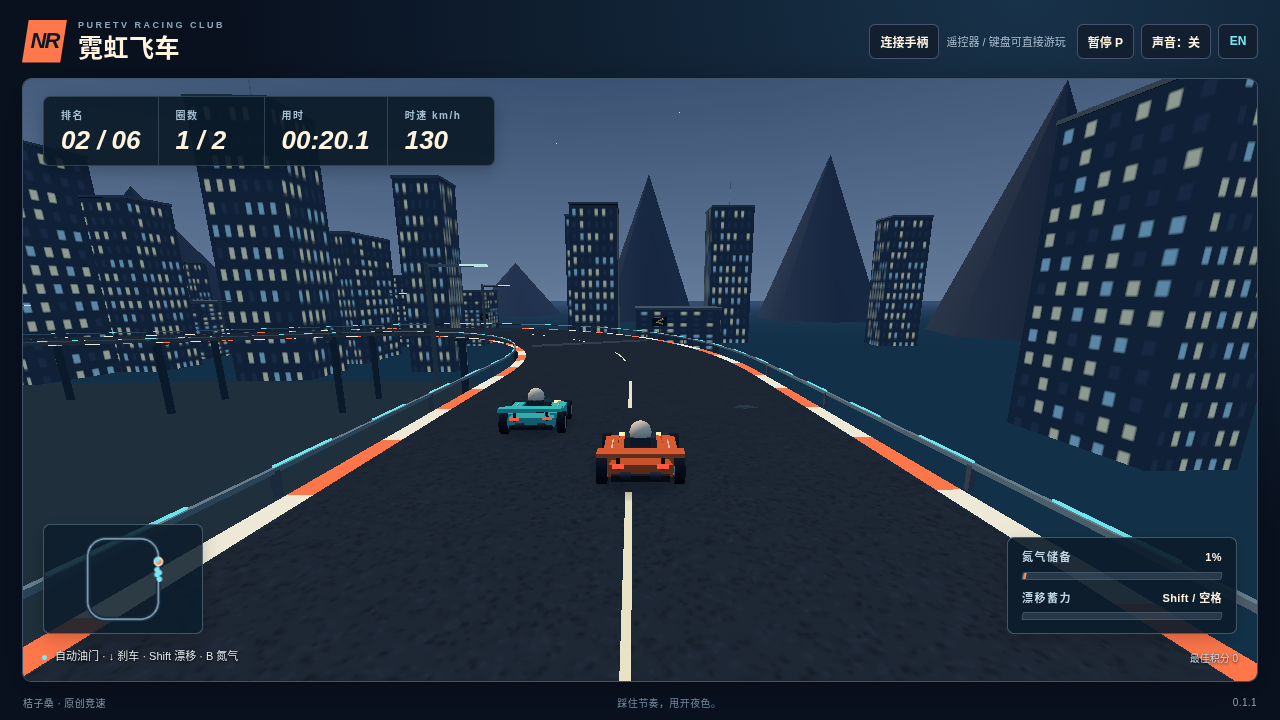 NR
PURETV RACING CLUB
霓虹飞车
连接手柄
遥控器 / 键盘可直接游玩
暂停 P
声音: 关
EN
排名
02 / 06
圈数
1 / 2
用时
00:20.1
时速 km/h
130
氮气储备
1%
漂移蓄力
Shift / 空格
自动油门 · ↓ 刹车 · Shift 漂移 · B 氮气
最佳积分 0
桔子桑 · 原创竞速
踩住节奏，甩开夜色。
0.1.1